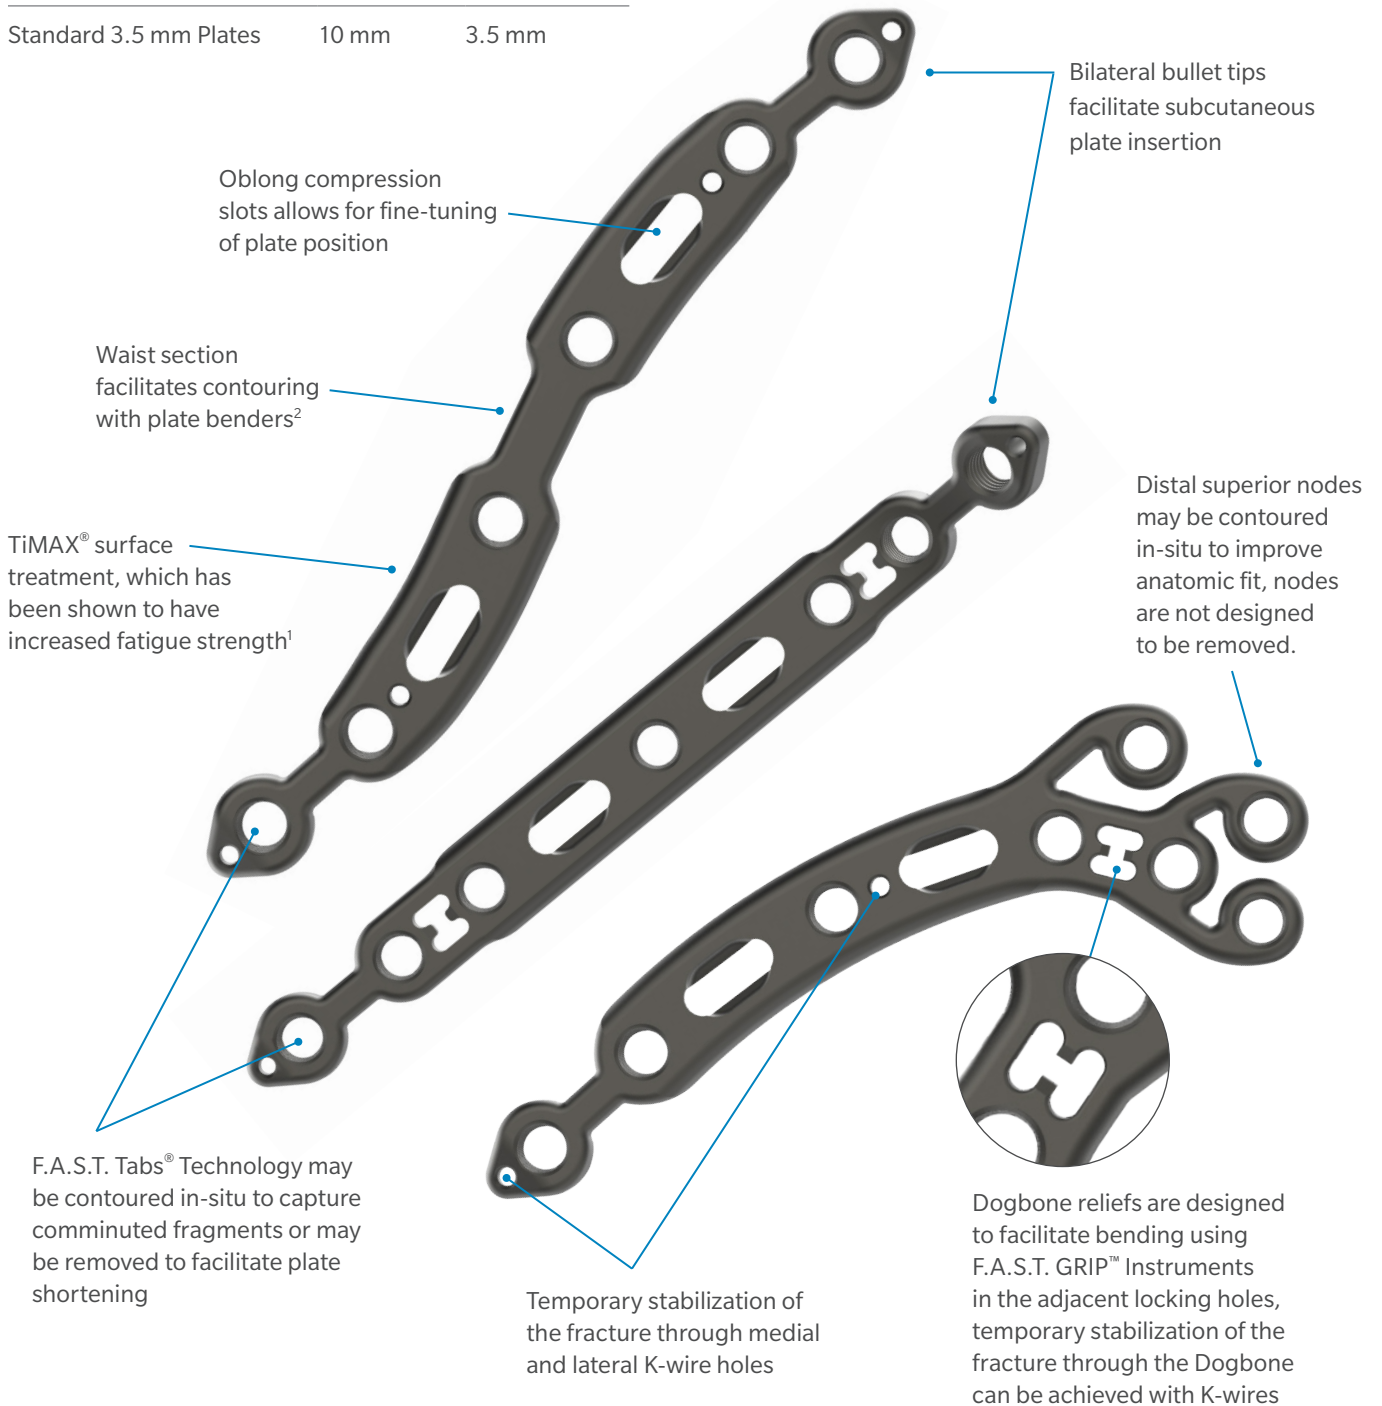 Standard 3.5 mm Plates 10 mm 3.5 mm
Bilateral bullet tips
facilitate subcutaneous
plate insertion
Oblong compression
slots allows for fine-tuning
of plate position
Waist section
facilitates contouring
with plate benders²
Distal superior nodes
may be contoured
in-situ to improve
anatomic fit, nodes
are not designed
to be removed.
TiMAX® surface
treatment, which has
been shown to have
increased fatigue strength¹
F.A.S.T. Tabs® Technology may
be contoured in-situ to capture
comminuted fragments or may
be removed to facilitate plate
shortening
Temporary stabilization of
the fracture through medial
and lateral K-wire holes
Dogbone reliefs are designed
to facilitate bending using
F.A.S.T. GRIP™ Instruments
in the adjacent locking holes,
temporary stabilization of the
fracture through the Dogbone
can be achieved with K-wires